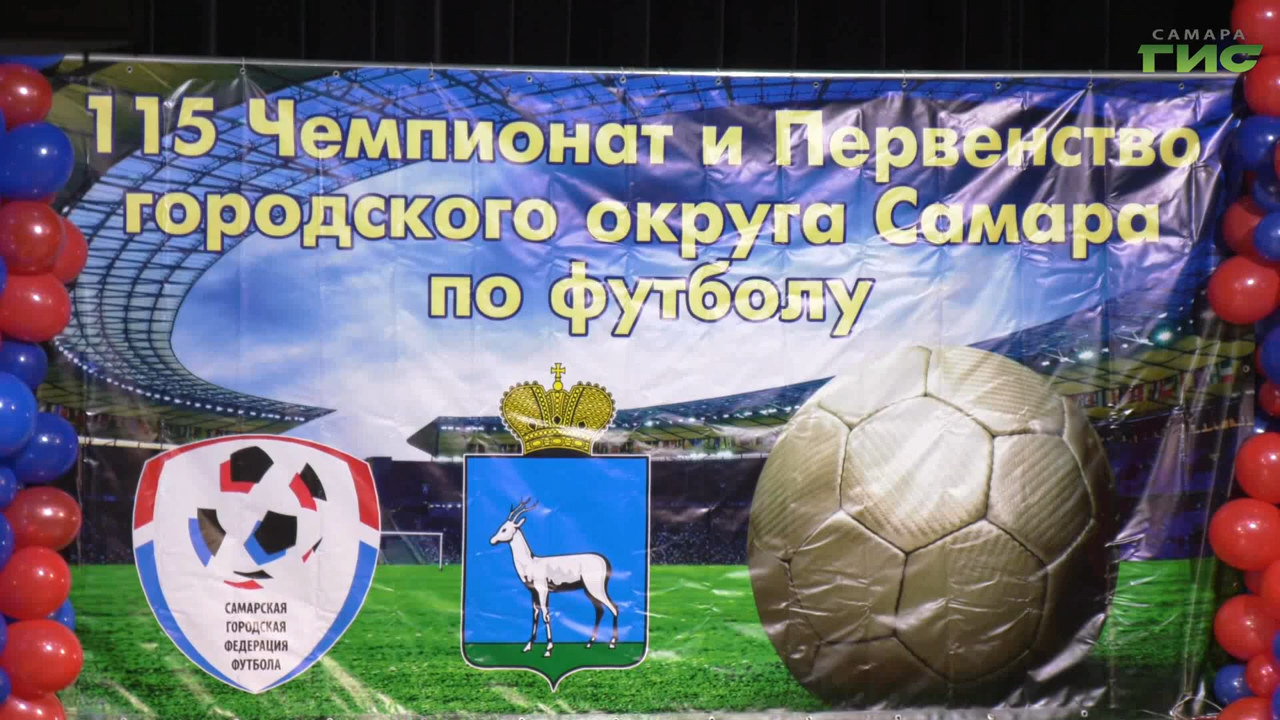 САМАРА
ГИС
115 Чемпионат и Первенство
городского округа Самара
по футболу
САМАРСКАЯ
ГОРОДСКАЯ
ФЕДЕРАЦИЯ
ФУТБОЛА